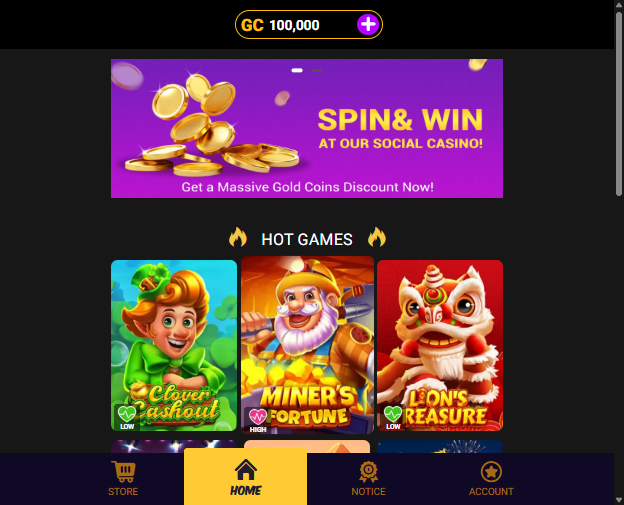 GC 100,000
SPIN& WIN
AT OUR SOCIAL CASINO!
Get a Massive Gold Coins Discount Now!
HOT GAMES
Clover
Cashout
LOW
MINER'S
FORTUNE
HIGH
LION'S
TREASURE
LOW
STORE
HOME
NOTICE
ACCOUNT